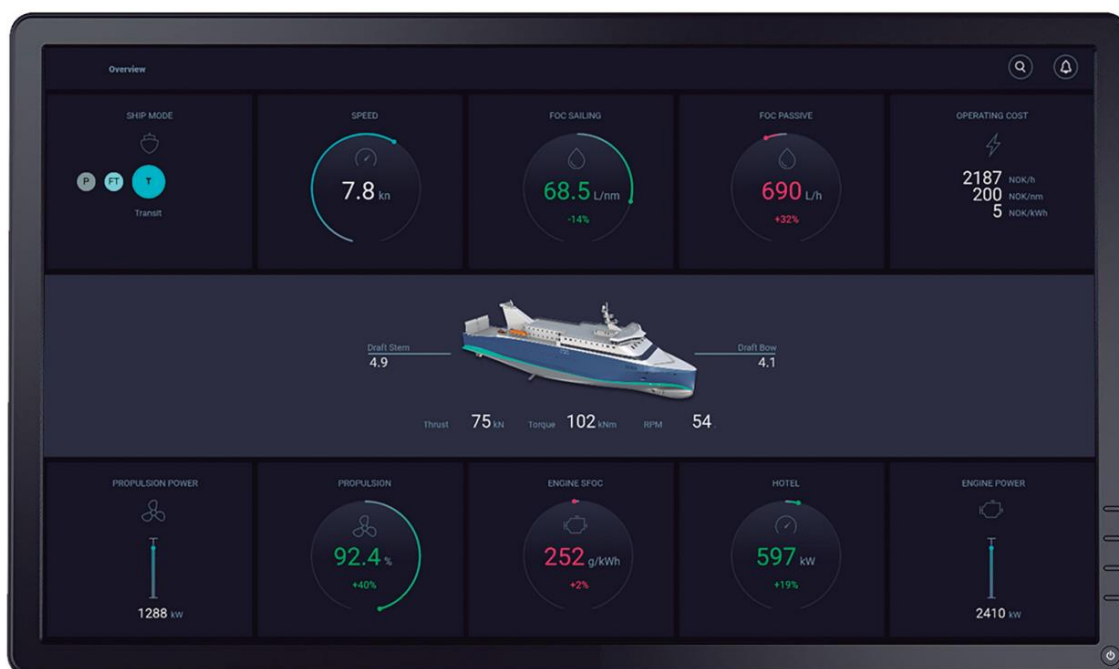 Overview
SHIP MODE
P FT T
Transit
SPEED
7.8 kn
FOC SAILING
68.5 L/nm
-14%
FOC PASSIVE
690 L/h
+32%
OPERATING COST
2187 NOK/h
200 NOK/nm
5 NOK/kWh
Draft Stern
4.9
Draft Bow
4.1
Thrust 75 kN Torque 102 kNm RPM 54
PROPULSION POWER
1288 kW
PROPULSION
92.4 %
+40%
ENGINE SFOC
252 g/kWh
+2%
HOTEL
597 kW
+19%
ENGINE POWER
2410 kW